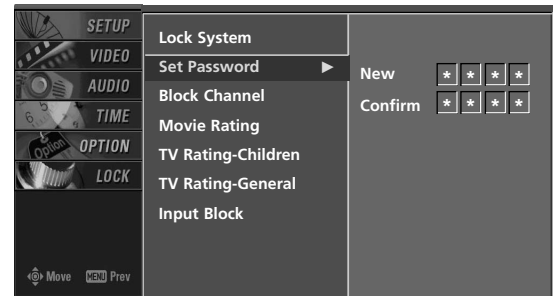 SETUP
VIDEO
AUDIO
TIME
OPTION
LOCK
Move MENU Prev
Lock System
Set Password ►
Block Channel
Movie Rating
TV Rating-Children
TV Rating-General
Input Block
New * * * *
Confirm * * * *